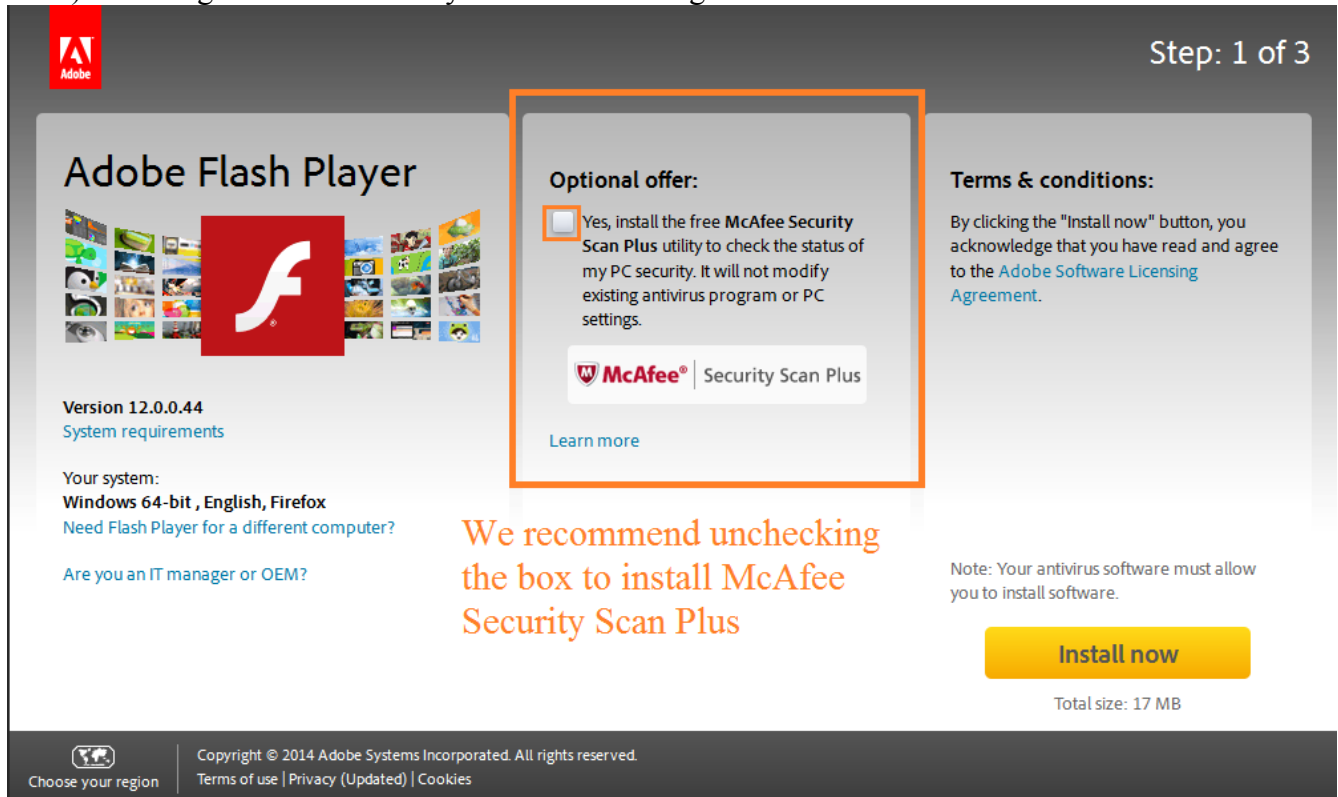 Adobe
Step: 1 of 3
Adobe Flash Player
Version 12.0.0.44
System requirements
Your system:
Windows 64-bit , English, Firefox
Need Flash Player for a different computer?
Are you an IT manager or OEM?
Optional offer:
Yes, install the free McAfee Security
Scan Plus utility to check the status of
my PC security. It will not modify
existing antivirus program or PC
settings.
McAfee® | Security Scan Plus
Learn more
We recommend unchecking
the box to install McAfee
Security Scan Plus
Terms & conditions:
By clicking the "Install now" button, you
acknowledge that you have read and agree
to the Adobe Software Licensing
Agreement.
Note: Your antivirus software must allow
you to install software.
Install now
Total size: 17 MB
Choose your region
Copyright © 2014 Adobe Systems Incorporated. All rights reserved.
Terms of use | Privacy (Updated) | Cookies